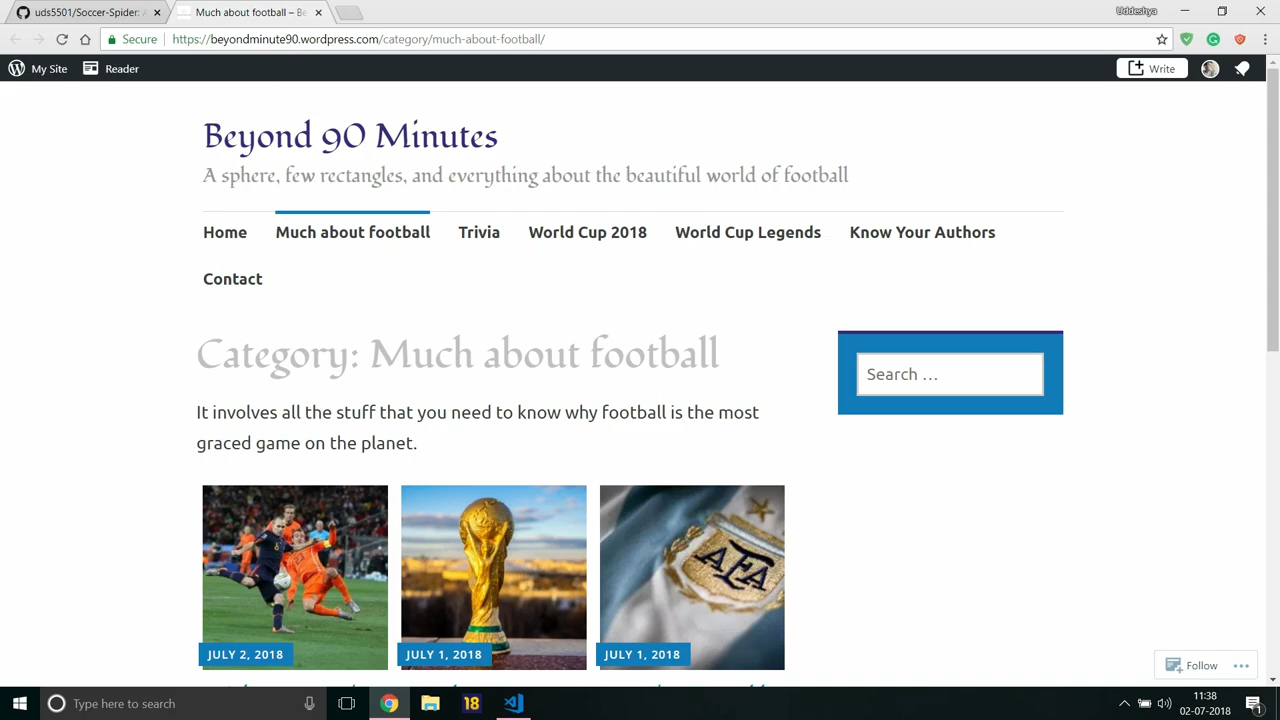 uds5501/Soccer-Spider: A
Much about football – Be
Uddeshya
Secure
https://beyondminute90.wordpress.com/category/much-about-football/
My Site
Reader
Write
Beyond 90 Minutes
A sphere, few rectangles, and everything about the beautiful world of football
Home
Much about football
Trivia
World Cup 2018
World Cup Legends
Know Your Authors
Contact
Category: Much about football
Search …
It involves all the stuff that you need to know why football is the most
graced game on the planet.
AFA
JULY 2, 2018
JULY 1, 2018
JULY 1, 2018
Follow
Type here to search
18
11:38
02-07-2018
1